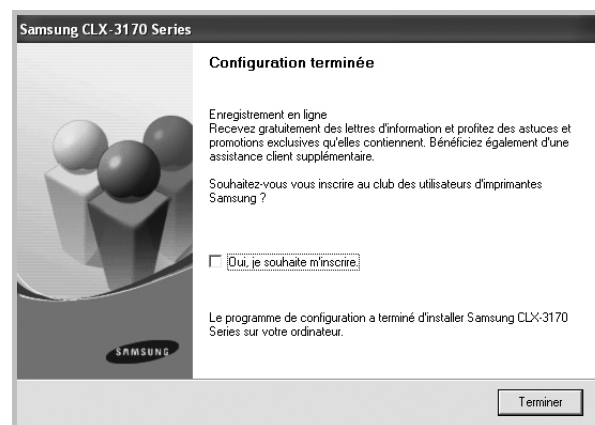 Samsung CLX-3170 Series
Configuration terminée
Enregistrement en ligne
Recevez gratuitement des lettres d'information et profitez des astuces et
promotions exclusives qu'elles contiennent. Bénéficiez également d'une
assistance client supplémentaire.
Souhaitez-vous vous inscrire au club des utilisateurs d'imprimantes
Samsung ?
Oui, je souhaite m'inscrire.
Le programme de configuration a terminé d'installer Samsung CLX-3170
Series sur votre ordinateur.
SAMSUNG
Terminer